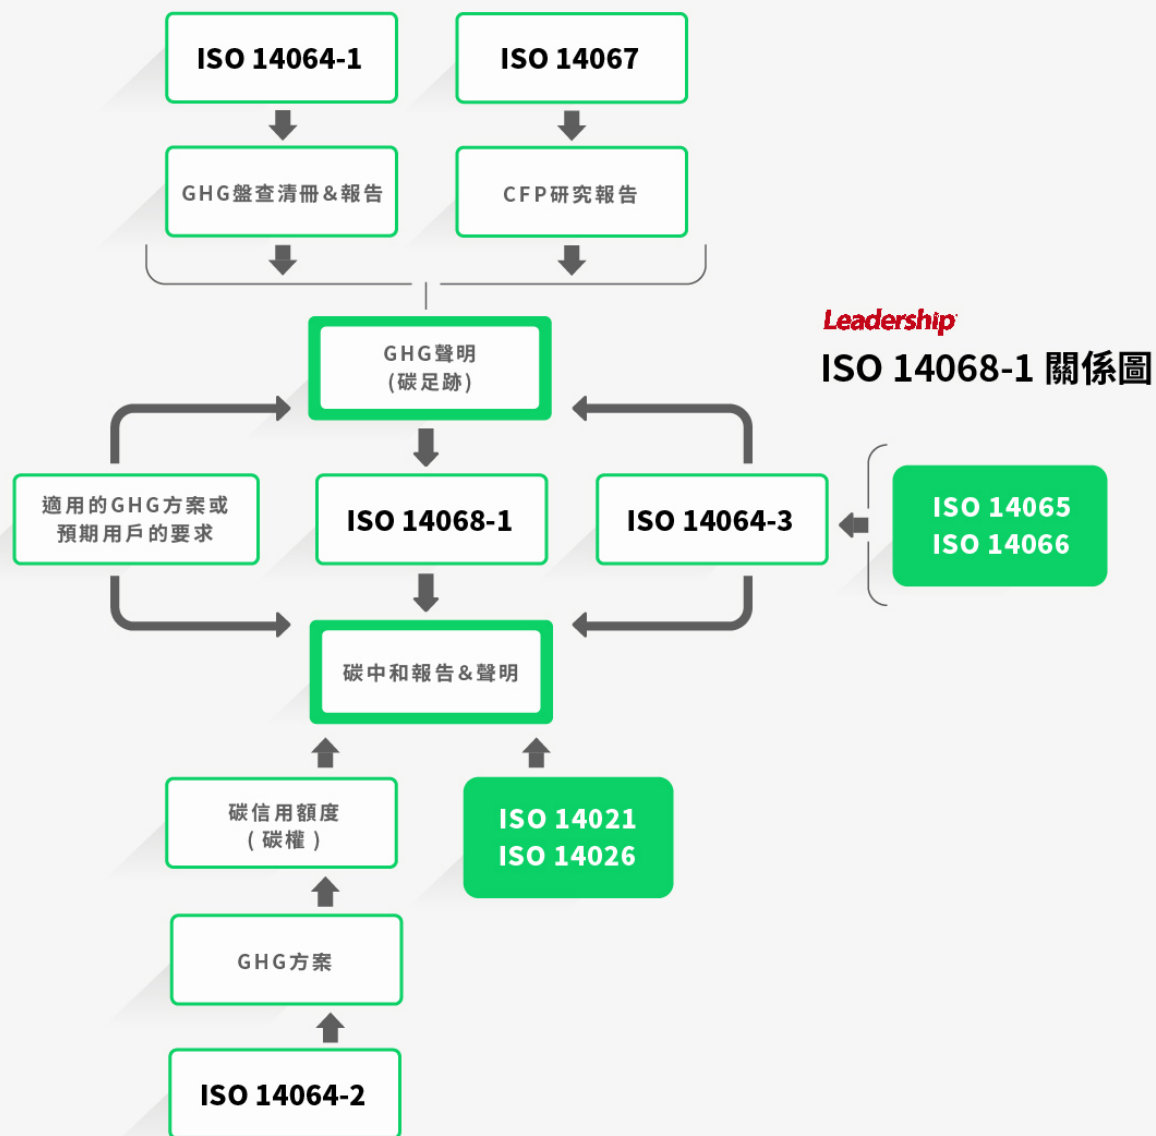 ISO 14064-1
ISO 14067
GHG盤查清冊&報告
CFP研究報告
GHG聲明
(碳足跡)
Leadership
ISO 14068-1 關係圖
適用的GHG方案或
預期用戶的要求
ISO 14068-1
ISO 14064-3
ISO 14065
ISO 14066
碳中和報告&聲明
碳信用額度
( 碳權 )
ISO 14021
ISO 14026
GHG方案
ISO 14064-2